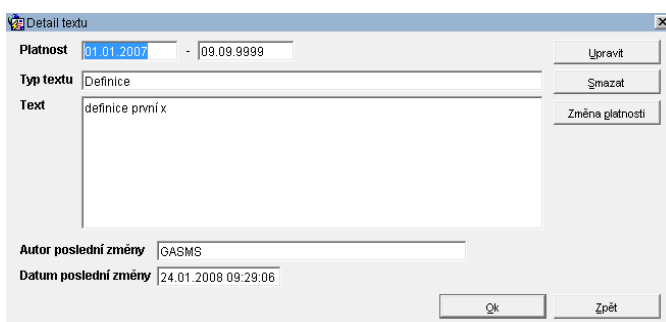 Detail textu
Platnost 01.01.2007 - 09.09.9999 Upravit
Typ textu Definice Smazat
Text definice první x Změna platnosti
Autor poslední změny GASMS
Datum poslední změny 24.01.2008 09:29:06
Ok Zpět